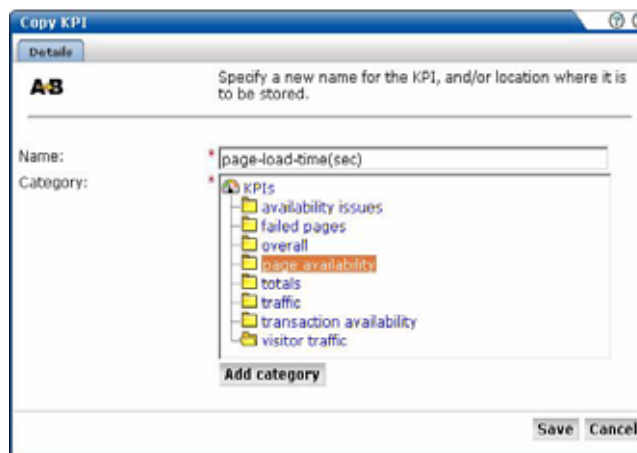 Copy KPI
Details
A+B
Specify a new name for the KPI, and/or location where it is
to be stored.
Name: * page-load-time(sec)
Category: *
KPIs
availability issues
failed pages
overall
page availability
totals
traffic
transaction availability
visitor traffic
Add category
Save Cancel